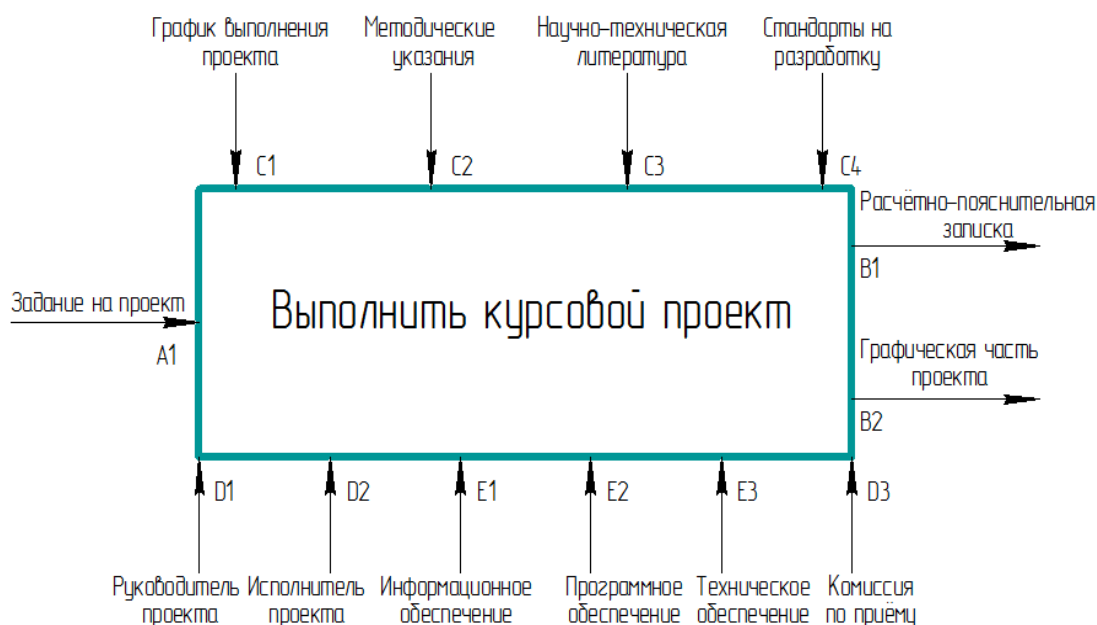 График выполнения
проекта
Методические
указания
Научно-техническая
литература
Стандарты на
разработку
C1
C2
C3
C4
Расчётно-пояснительная
записка
B1
Задание на проект
A1
Выполнить курсовой проект
Графическая часть
проекта
B2
D1
D2
E1
E2
E3
D3
Руководитель
проекта
Исполнитель
проекта
Информационное
обеспечение
Программное
обеспечение
Техническое
обеспечение
Комиссия
по приёму